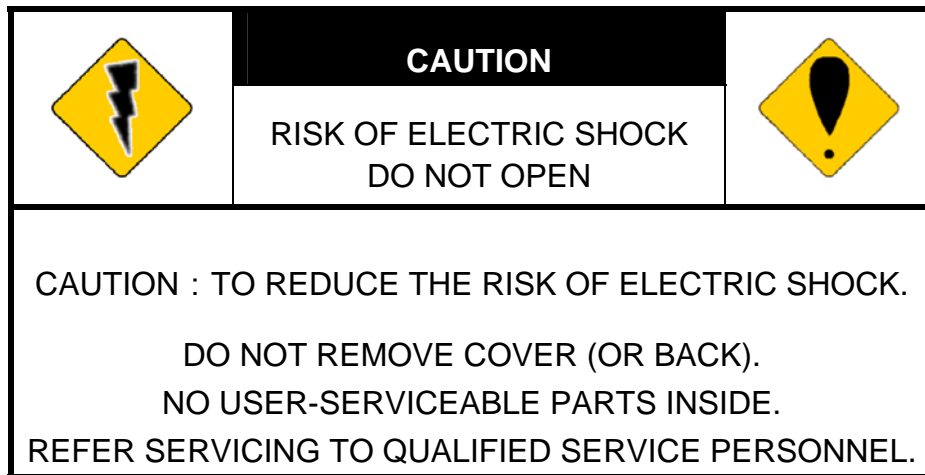 CAUTION
RISK OF ELECTRIC SHOCK
DO NOT OPEN
CAUTION : TO REDUCE THE RISK OF ELECTRIC SHOCK.
DO NOT REMOVE COVER (OR BACK).
NO USER-SERVICEABLE PARTS INSIDE.
REFER SERVICING TO QUALIFIED SERVICE PERSONNEL.